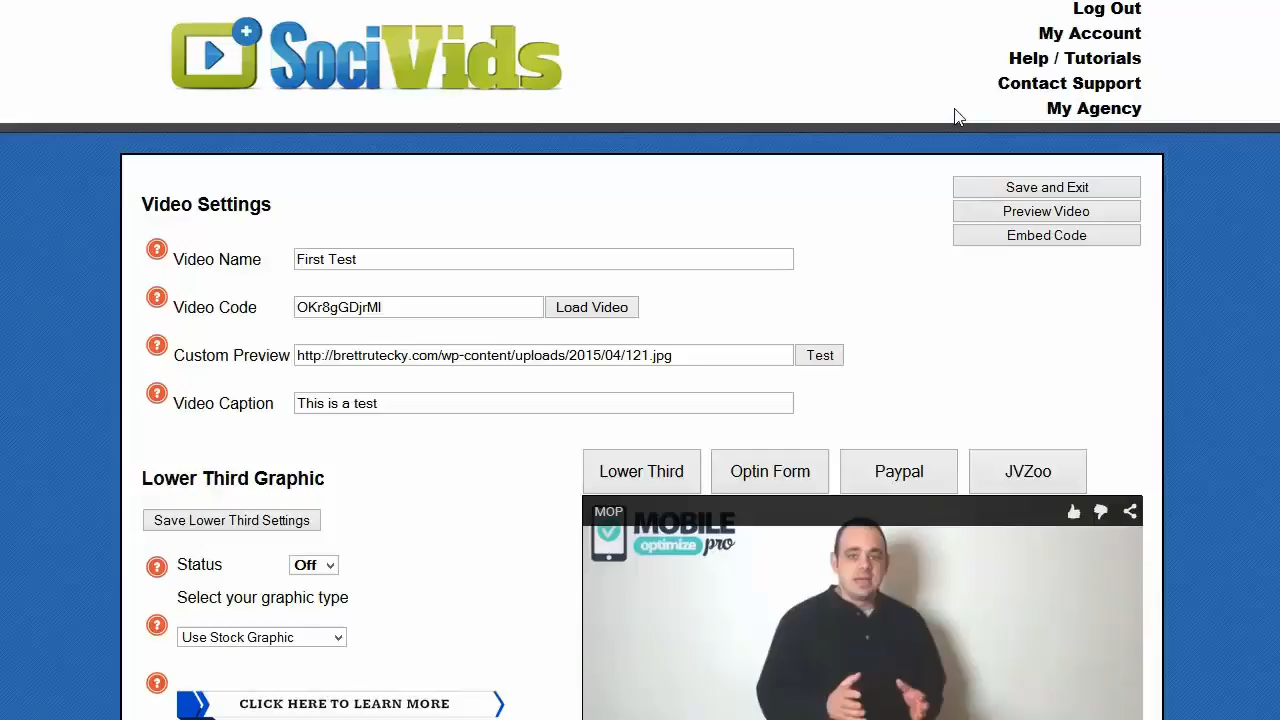 SociVids
Log Out
My Account
Help / Tutorials
Contact Support
My Agency
Video Settings
Save and Exit
Preview Video
Embed Code
? Video Name First Test
? Video Code OKr8gGDjrMI Load Video
? Custom Preview http://brettrutecky.com/wp-content/uploads/2015/04/121.jpg Test
? Video Caption This is a test
Lower Third Graphic
Lower Third Optin Form Paypal JVZoo
Save Lower Third Settings
MOP
MOBILE
optimize pro
? Status Off
Select your graphic type
? Use Stock Graphic
?
CLICK HERE TO LEARN MORE